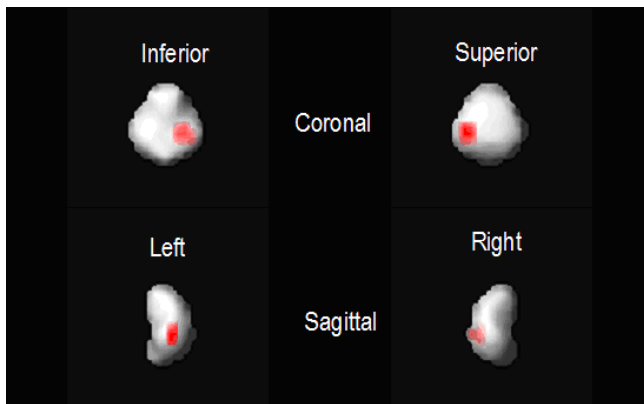 Inferior
Superior
Coronal
Left
Right
Sagittal